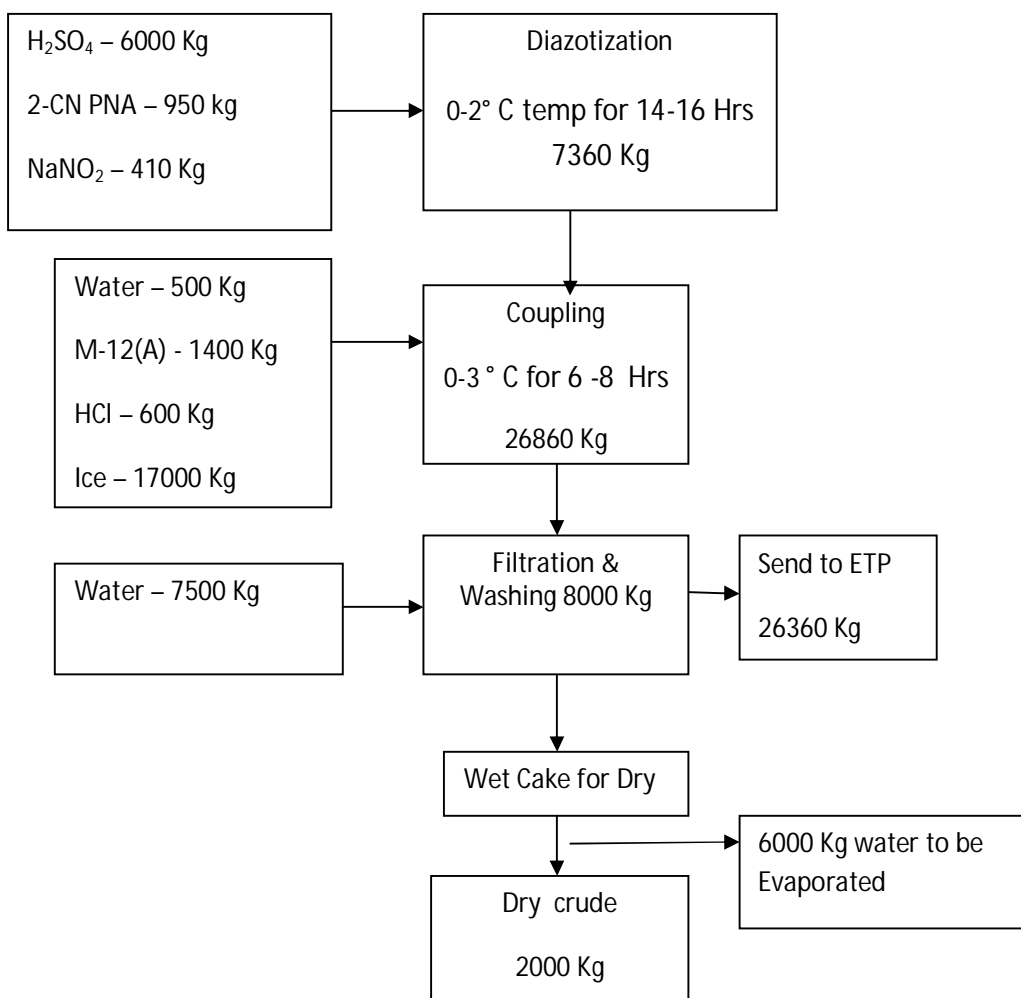 H₂SO₄ – 6000 Kg
2-CN PNA – 950 kg
NaNO₂ – 410 Kg
Diazotization
0-2° C temp for 14-16 Hrs
7360 Kg
Water – 500 Kg
M-12(A) - 1400 Kg
HCl – 600 Kg
Ice – 17000 Kg
Coupling
0-3 ° C for 6 -8 Hrs
26860 Kg
Water – 7500 Kg
Filtration &
Washing 8000 Kg
Send to ETP
26360 Kg
Wet Cake for Dry
6000 Kg water to be
Evaporated
Dry crude
2000 Kg